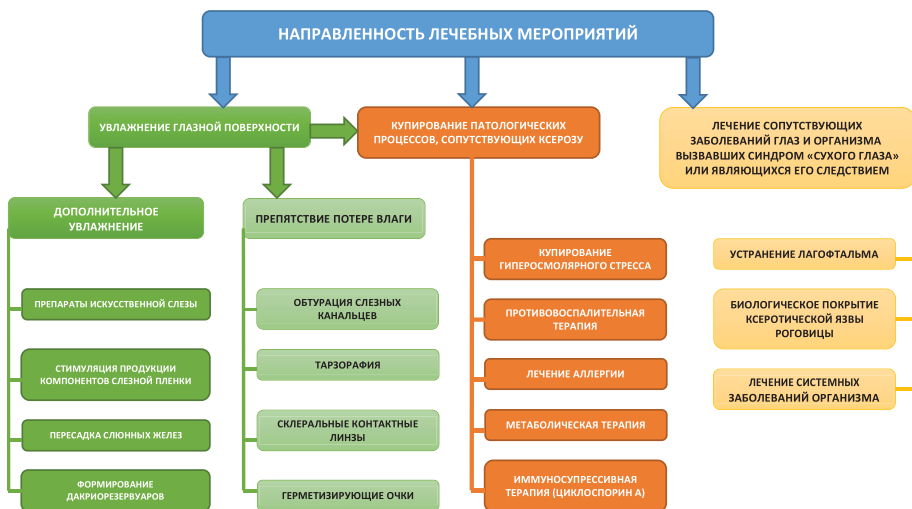 НАПРАВЛЕННОСТЬ ЛЕЧЕБНЫХ МЕРОПРИЯТИЙ
УВЛАЖНЕНИЕ ГЛАЗНОЙ ПОВЕРХНОСТИ
КУПИРОВАНИЕ ПАТОЛОГИЧЕСКИХ
ПРОЦЕССОВ, СОПУТСТВУЮЩИХ КСЕРОЗУ
ЛЕЧЕНИЕ СОПУТСТВУЮЩИХ
ЗАБОЛЕВАНИЙ ГЛАЗ И ОРГАНИЗМА
ВЫЗВАВШИХ СИНДРОМ «СУХОГО ГЛАЗА»
ИЛИ ЯВЛЯЮЩИХСЯ ЕГО СЛЕДСТВИЕМ
ДОПОЛНИТЕЛЬНОЕ
УВЛАЖНЕНИЕ
ПРЕПАРАТЫ ИСКУССТВЕННОЙ СЛЕЗЫ
СТИМУЛЯЦИЯ ПРОДУКЦИИ
КОМПОНЕНТОВ СЛЕЗНОЙ ПЛЕНКИ
ПЕРЕСАДКА СЛЮННЫХ ЖЕЛЕЗ
ФОРМИРОВАНИЕ
ДАКРИОРЕЗЕРВУАРОВ
ПРЕПЯТСТВИЕ ПОТЕРЕ ВЛАГИ
ОБТУРАЦИЯ СЛЕЗНЫХ
КАНАЛЬЦЕВ
ТАРЗОРАФИЯ
СКЛЕРАЛЬНЫЕ КОНТАКТНЫЕ
ЛИНЗЫ
ГЕРМЕТИЗИРУЮЩИЕ ОЧКИ
КУПИРОВАНИЕ
ГИПЕРОСМОЛЯРНОГО СТРЕССА
ПРОТИВОВОСПАЛИТЕЛЬНАЯ
ТЕРАПИЯ
ЛЕЧЕНИЕ АЛЛЕРГИИ
МЕТАБОЛИЧЕСКАЯ ТЕРАПИЯ
ИММУНОСУПРЕССИВНАЯ
ТЕРАПИЯ (ЦИКЛОСПОРИН А)
УСТРАНЕНИЕ ЛАГОФТАЛЬМА
БИОЛОГИЧЕСКОЕ ПОКРЫТИЕ
КСЕРОТИЧЕСКОЙ ЯЗВЫ
РОГОВИЦЫ
ЛЕЧЕНИЕ СИСТЕМНЫХ
ЗАБОЛЕВАНИЙ ОРГАНИЗМА